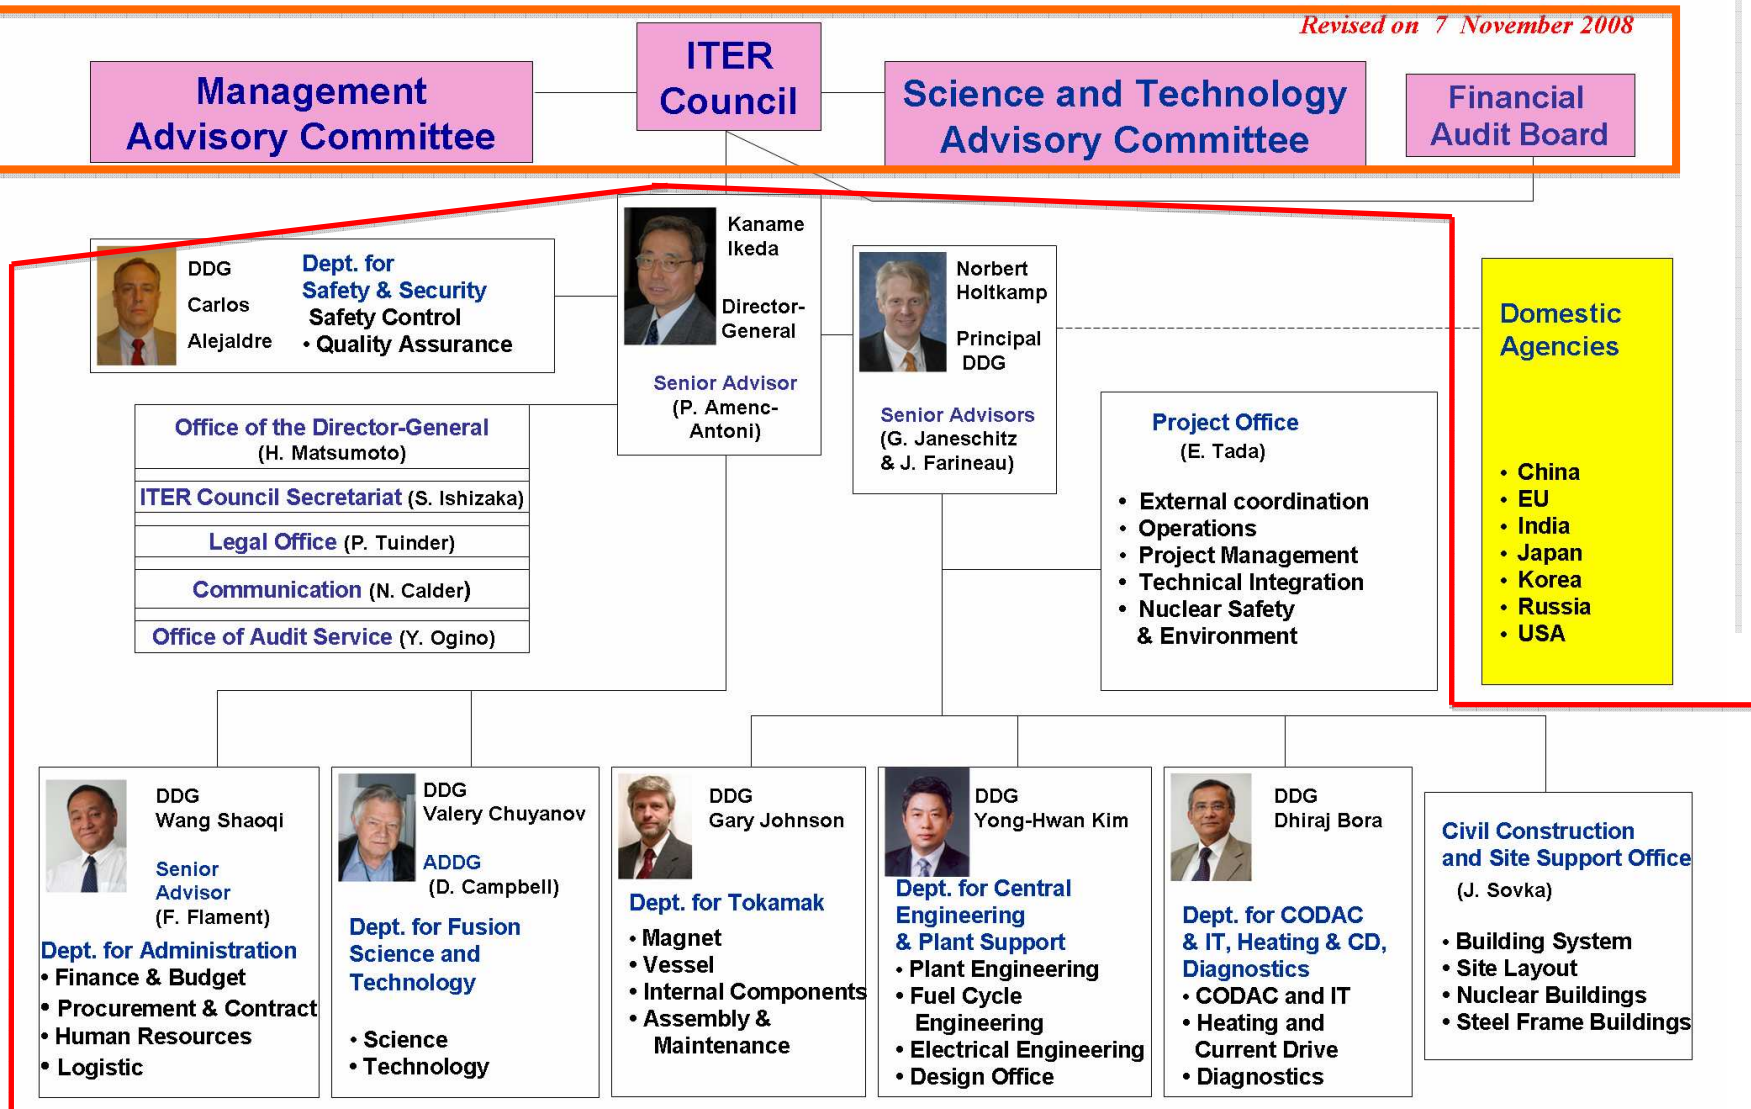 Revised on 7 November 2008
ITER
Council
Management
Advisory Committee
Science and Technology
Advisory Committee
Financial
Audit Board
Kaname
Ikeda
Director-
General
Senior Advisor
(P. Amenc-
Antoni)
DDG
Carlos
Alejaldre
Dept. for
Safety & Security
Safety Control
• Quality Assurance
Norbert
Holtkamp
Principal
DDG
Senior Advisors
(G. Janeschitz
& J. Farineau)
Domestic
Agencies
• China
• EU
• India
• Japan
• Korea
• Russia
• USA
Office of the Director-General
(H. Matsumoto)
ITER Council Secretariat (S. Ishizaka)
Legal Office (P. Tuinder)
Communication (N. Calder)
Office of Audit Service (Y. Ogino)
Project Office
(E. Tada)
• External coordination
• Operations
• Project Management
• Technical Integration
• Nuclear Safety
& Environment
DDG
Wang Shaoqi
Senior
Advisor
(F. Flament)
Dept. for Administration
• Finance & Budget
• Procurement & Contract
• Human Resources
• Logistic
DDG
Valery Chuyanov
ADDG
(D. Campbell)
Dept. for Fusion
Science and
Technology
• Science
• Technology
DDG
Gary Johnson
Dept. for Tokamak
• Magnet
• Vessel
• Internal Components
• Assembly &
Maintenance
DDG
Yong-Hwan Kim
Dept. for Central
Engineering
& Plant Support
• Plant Engineering
• Fuel Cycle
Engineering
• Electrical Engineering
• Design Office
DDG
Dhiraj Bora
Dept. for CODAC
& IT, Heating & CD,
Diagnostics
• CODAC and IT
• Heating and
Current Drive
• Diagnostics
Civil Construction
and Site Support Office
(J. Sovka)
• Building System
• Site Layout
• Nuclear Buildings
• Steel Frame Buildings